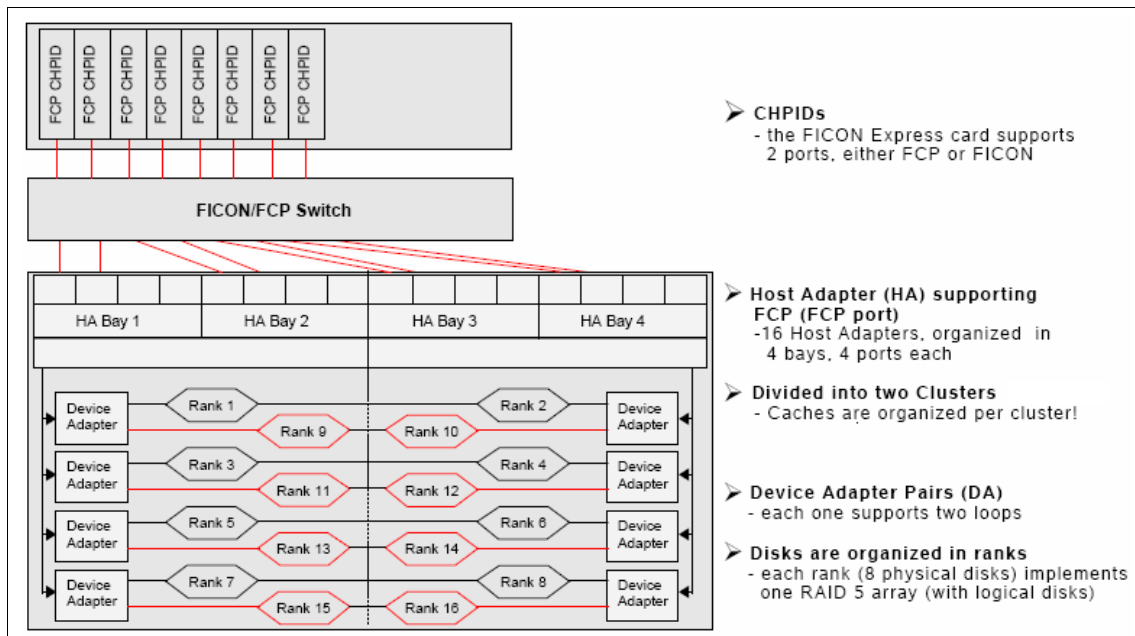 FCP CHPID
FCP CHPID
FCP CHPID
FCP CHPID
FCP CHPID
FCP CHPID
FCP CHPID
FCP CHPID
FICON/FCP Switch
HA Bay 1
HA Bay 2
HA Bay 3
HA Bay 4
Device
Adapter
Rank 1
Rank 2
Device
Adapter
Rank 9
Rank 10
Device
Adapter
Rank 3
Rank 4
Device
Adapter
Rank 11
Rank 12
Device
Adapter
Rank 5
Rank 6
Device
Adapter
Rank 13
Rank 14
Device
Adapter
Rank 7
Rank 8
Device
Adapter
Rank 15
Rank 16
➢ CHPIDs
- the FICON Express card supports
2 ports, either FCP or FICON
➢ Host Adapter (HA) supporting
FCP (FCP port)
-16 Host Adapters, organized in
4 bays, 4 ports each
➢ Divided into two Clusters
- Caches are organized per cluster!
➢ Device Adapter Pairs (DA)
- each one supports two loops
➢ Disks are organized in ranks
- each rank (8 physical disks) implements
one RAID 5 array (with logical disks)